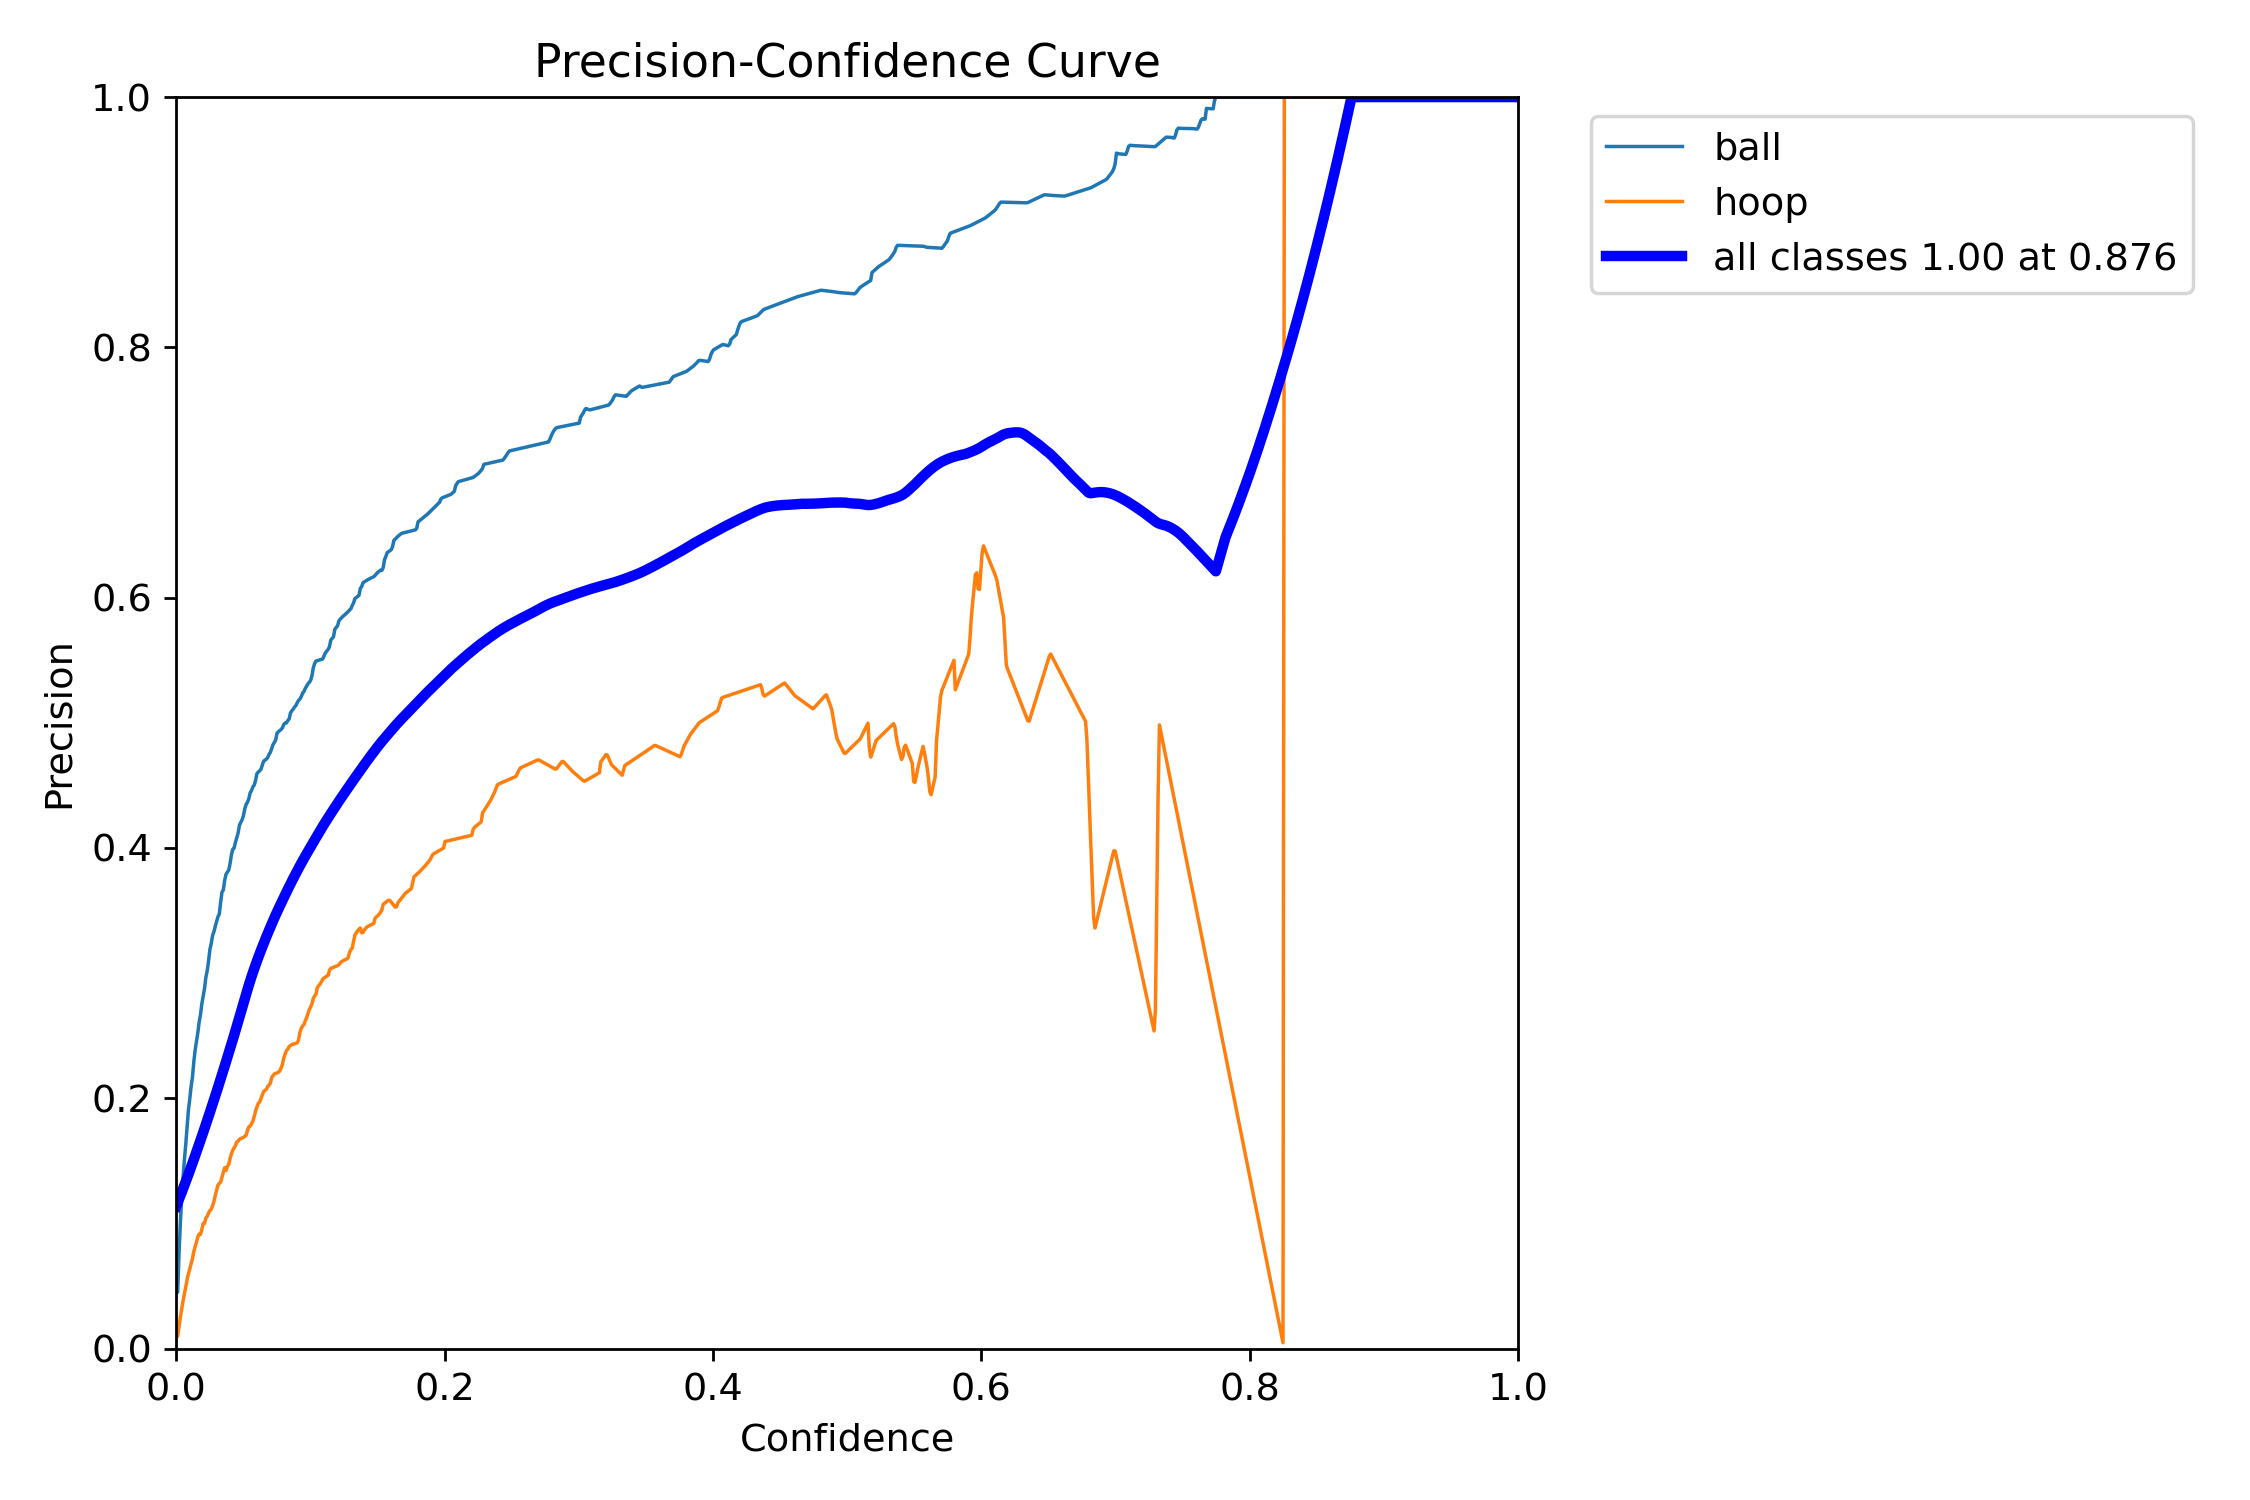 Precision-Confidence Curve
1.0
0.8
0.6
0.4
0.2
0.0
Precision
0.0 0.2 0.4 0.6 0.8 1.0
Confidence
ball
hoop
all classes 1.00 at 0.876